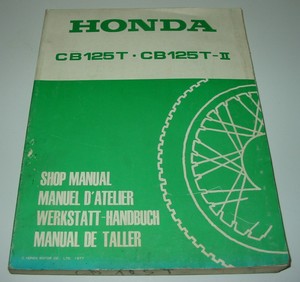 HONDA
CB125T · CB125T-II
SHOP MANUAL
MANUEL D'ATELIER
WERKSTATT-HANDBUCH
MANUAL DE TALLER